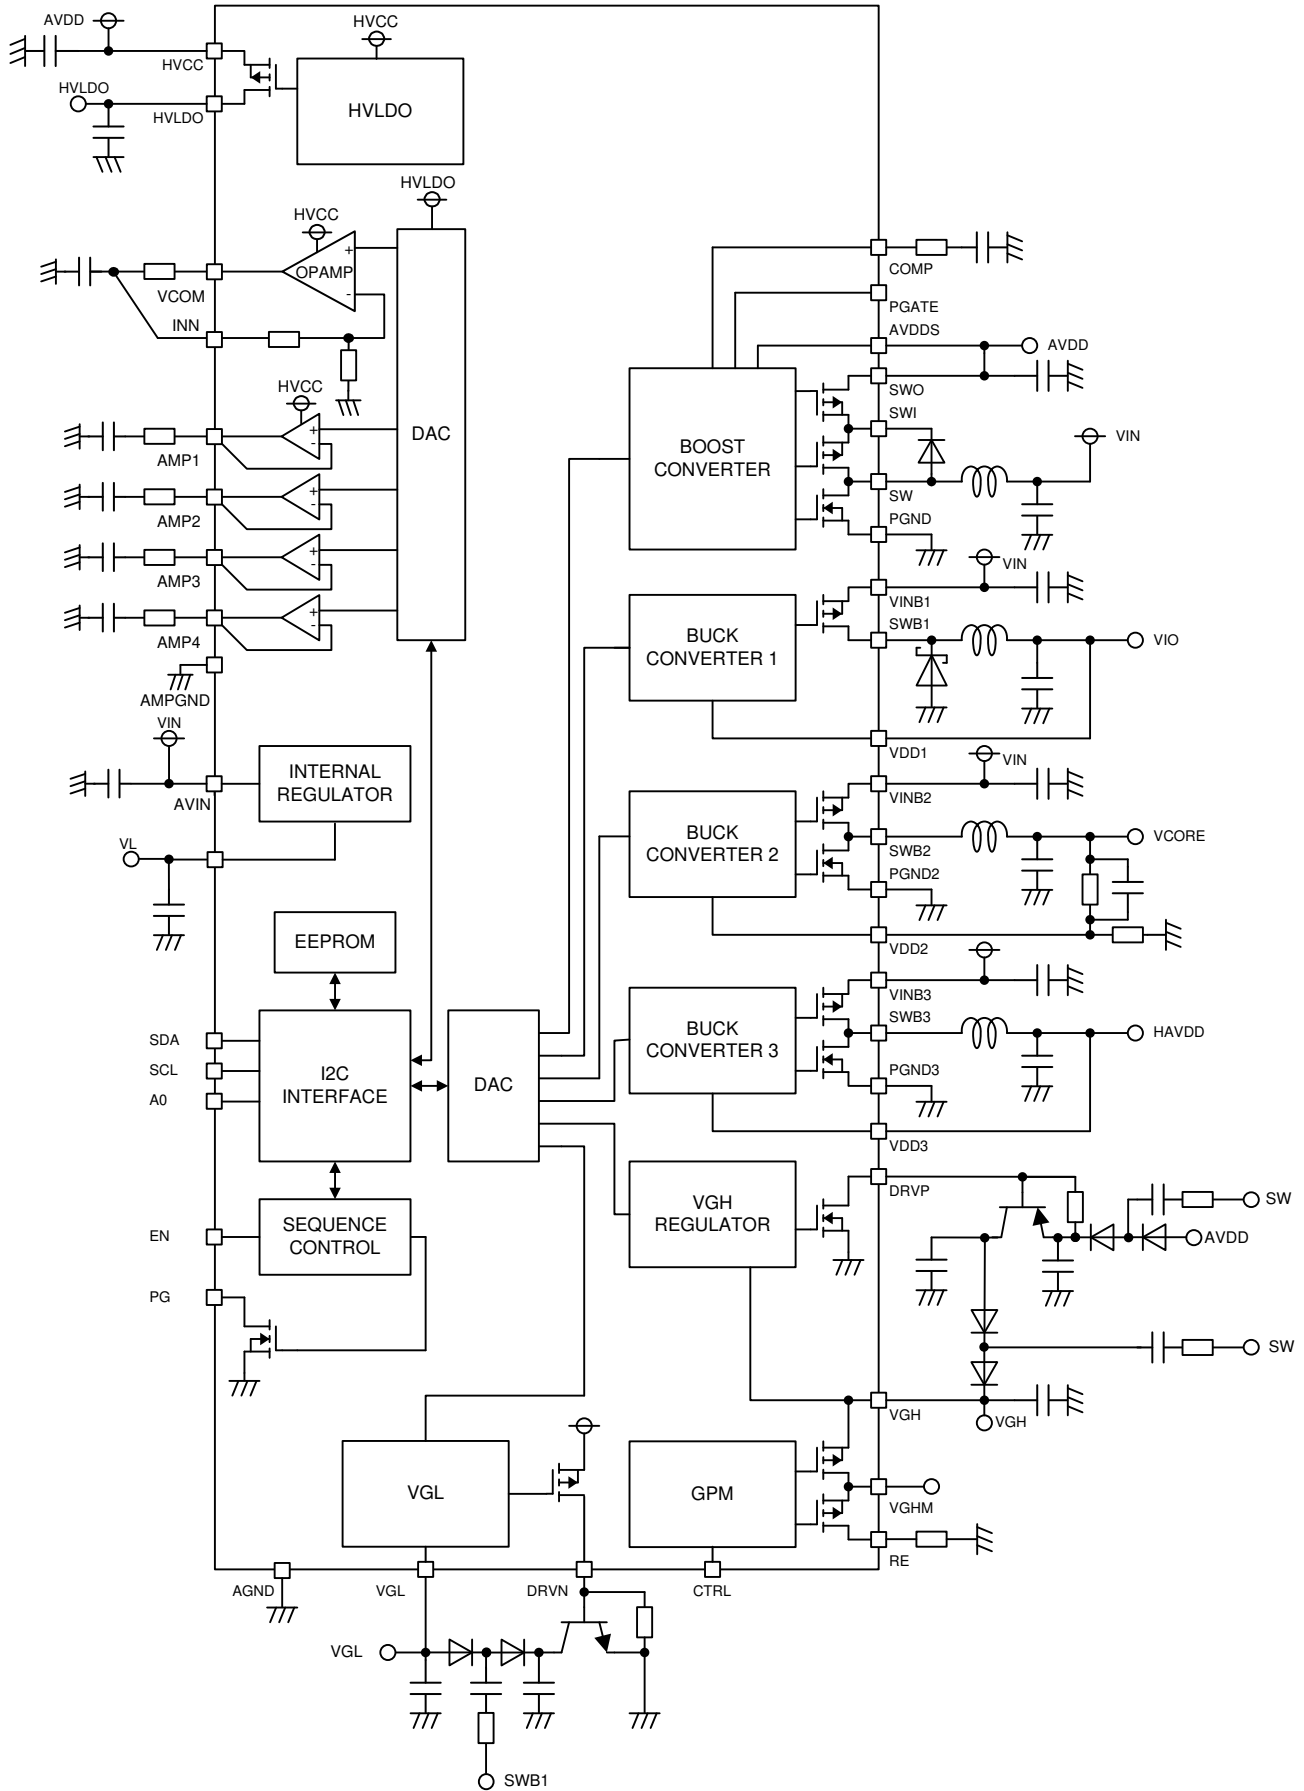 AVDD
HVCC
HVCC
HVLDO
HVLDO
HVLDO
HVLDO
HVCC
+
OPAMP
-
VCOM
INN
COMP
PGATE
AVDDS
AVDD
SWO
SWI
VIN
SW
PGND
BOOST
CONVERTER
HVCC
DAC
+
-
AMP1
+
-
AMP2
+
-
AMP3
+
-
AMP4
AMPGND
VIN
VINB1
SWB1
VIO
BUCK
CONVERTER 1
VDD1
VIN
INTERNAL
REGULATOR
AVIN
VL
VIN
VINB2
BUCK
CONVERTER 2
SWB2
VCORE
PGND2
VDD2
EEPROM
VINB3
SWB3
BUCK
CONVERTER 3
HAVDD
PGND3
VDD3
SDA
SCL
A0
I2C
INTERFACE
DAC
DRVP
VGH
REGULATOR
SW
AVDD
SW
EN
SEQUENCE
CONTROL
PG
VGH
VGH
VGL
GPM
VGHM
RE
AGND
VGL
DRVN
CTRL
VGL
SWB1